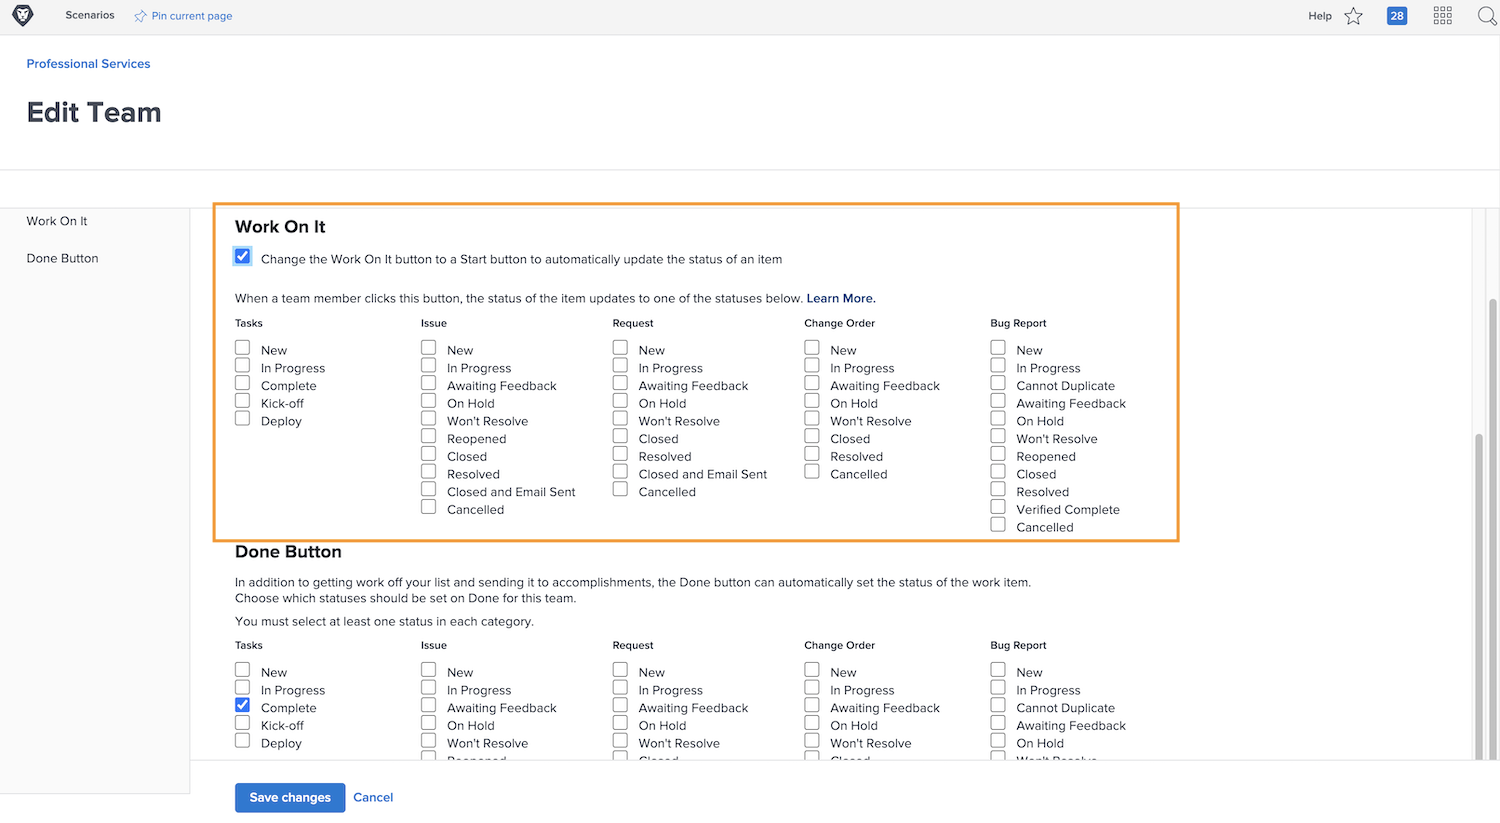 Scenarios
Pin current page
Help
28
Professional Services
Edit Team
Work On It
Done Button
Work On It
Change the Work On It button to a Start button to automatically update the status of an item
When a team member clicks this button, the status of the item updates to one of the statuses below. Learn More.
Tasks
New
In Progress
Complete
Kick-off
Deploy
Issue
New
In Progress
Awaiting Feedback
On Hold
Won't Resolve
Reopened
Closed
Resolved
Closed and Email Sent
Cancelled
Request
New
In Progress
Awaiting Feedback
On Hold
Won't Resolve
Closed
Resolved
Closed and Email Sent
Cancelled
Change Order
New
In Progress
Awaiting Feedback
On Hold
Won't Resolve
Closed
Resolved
Cancelled
Bug Report
New
In Progress
Cannot Duplicate
Awaiting Feedback
On Hold
Won't Resolve
Reopened
Closed
Resolved
Verified Complete
Cancelled
Done Button
In addition to getting work off your list and sending it to accomplishments, the Done button can automatically set the status of the work item.
Choose which statuses should be set on Done for this team.
You must select at least one status in each category.
Tasks
New
In Progress
Complete
Kick-off
Deploy
Issue
New
In Progress
Awaiting Feedback
On Hold
Won't Resolve
Request
New
In Progress
Awaiting Feedback
On Hold
Won't Resolve
Change Order
New
In Progress
Awaiting Feedback
On Hold
Won't Resolve
Bug Report
New
In Progress
Cannot Duplicate
Awaiting Feedback
On Hold
Save changes
Cancel